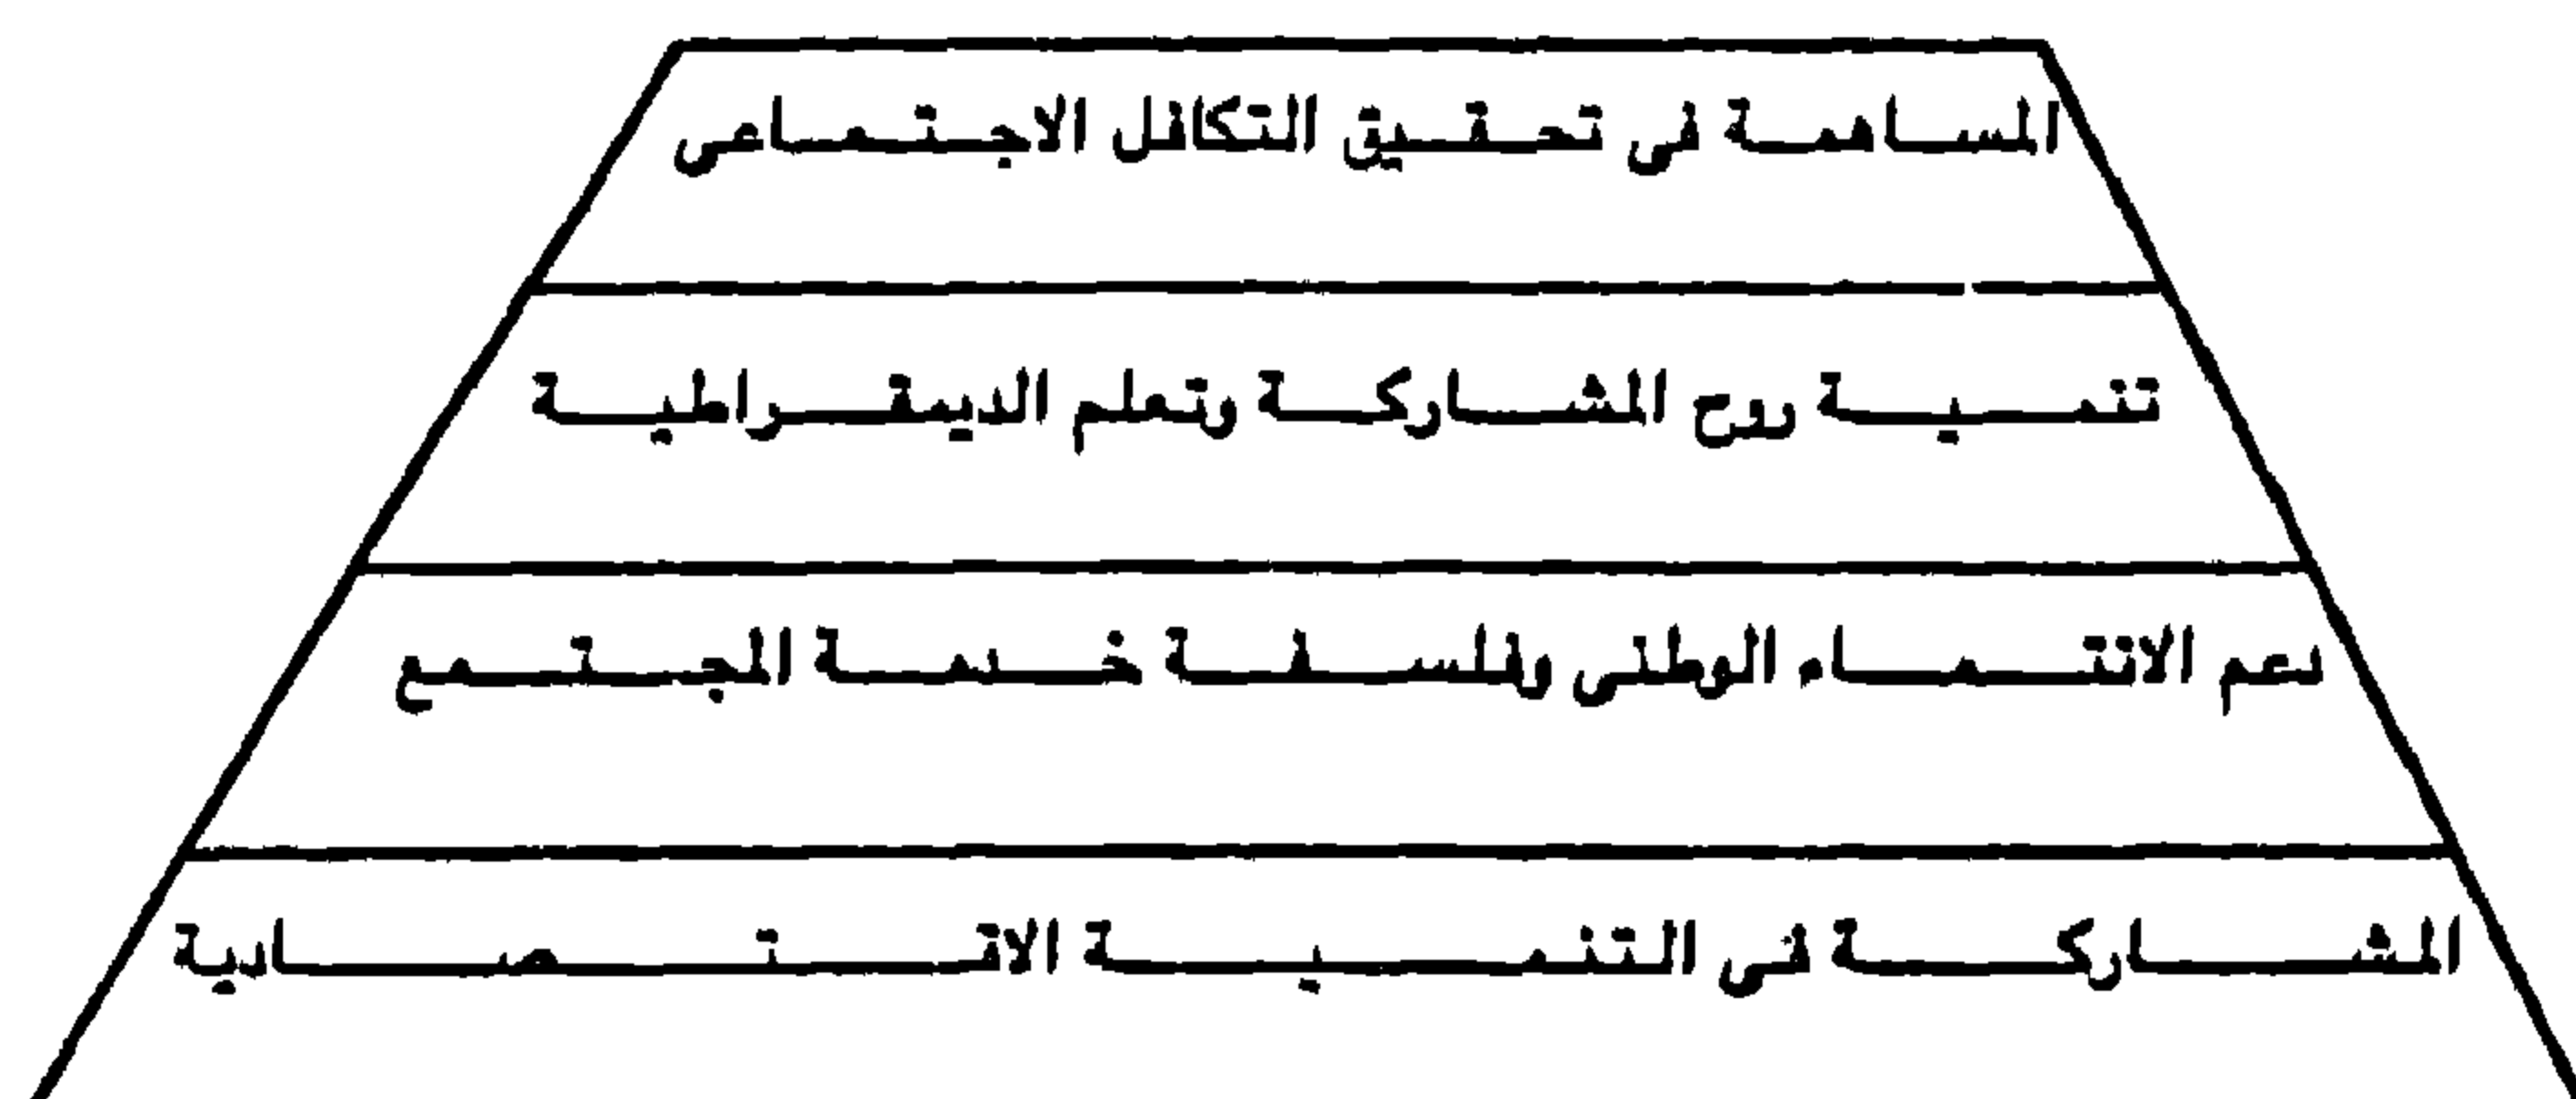 المساهمة فى تحقيق التكافل الاجتماعى
تنمية روح المشاركة وتعلم الديمقراطية
دعم الانتماء الوطنى وفلسفة خدمة المجتمع
المشاركة فى التنمية الاقتصادية